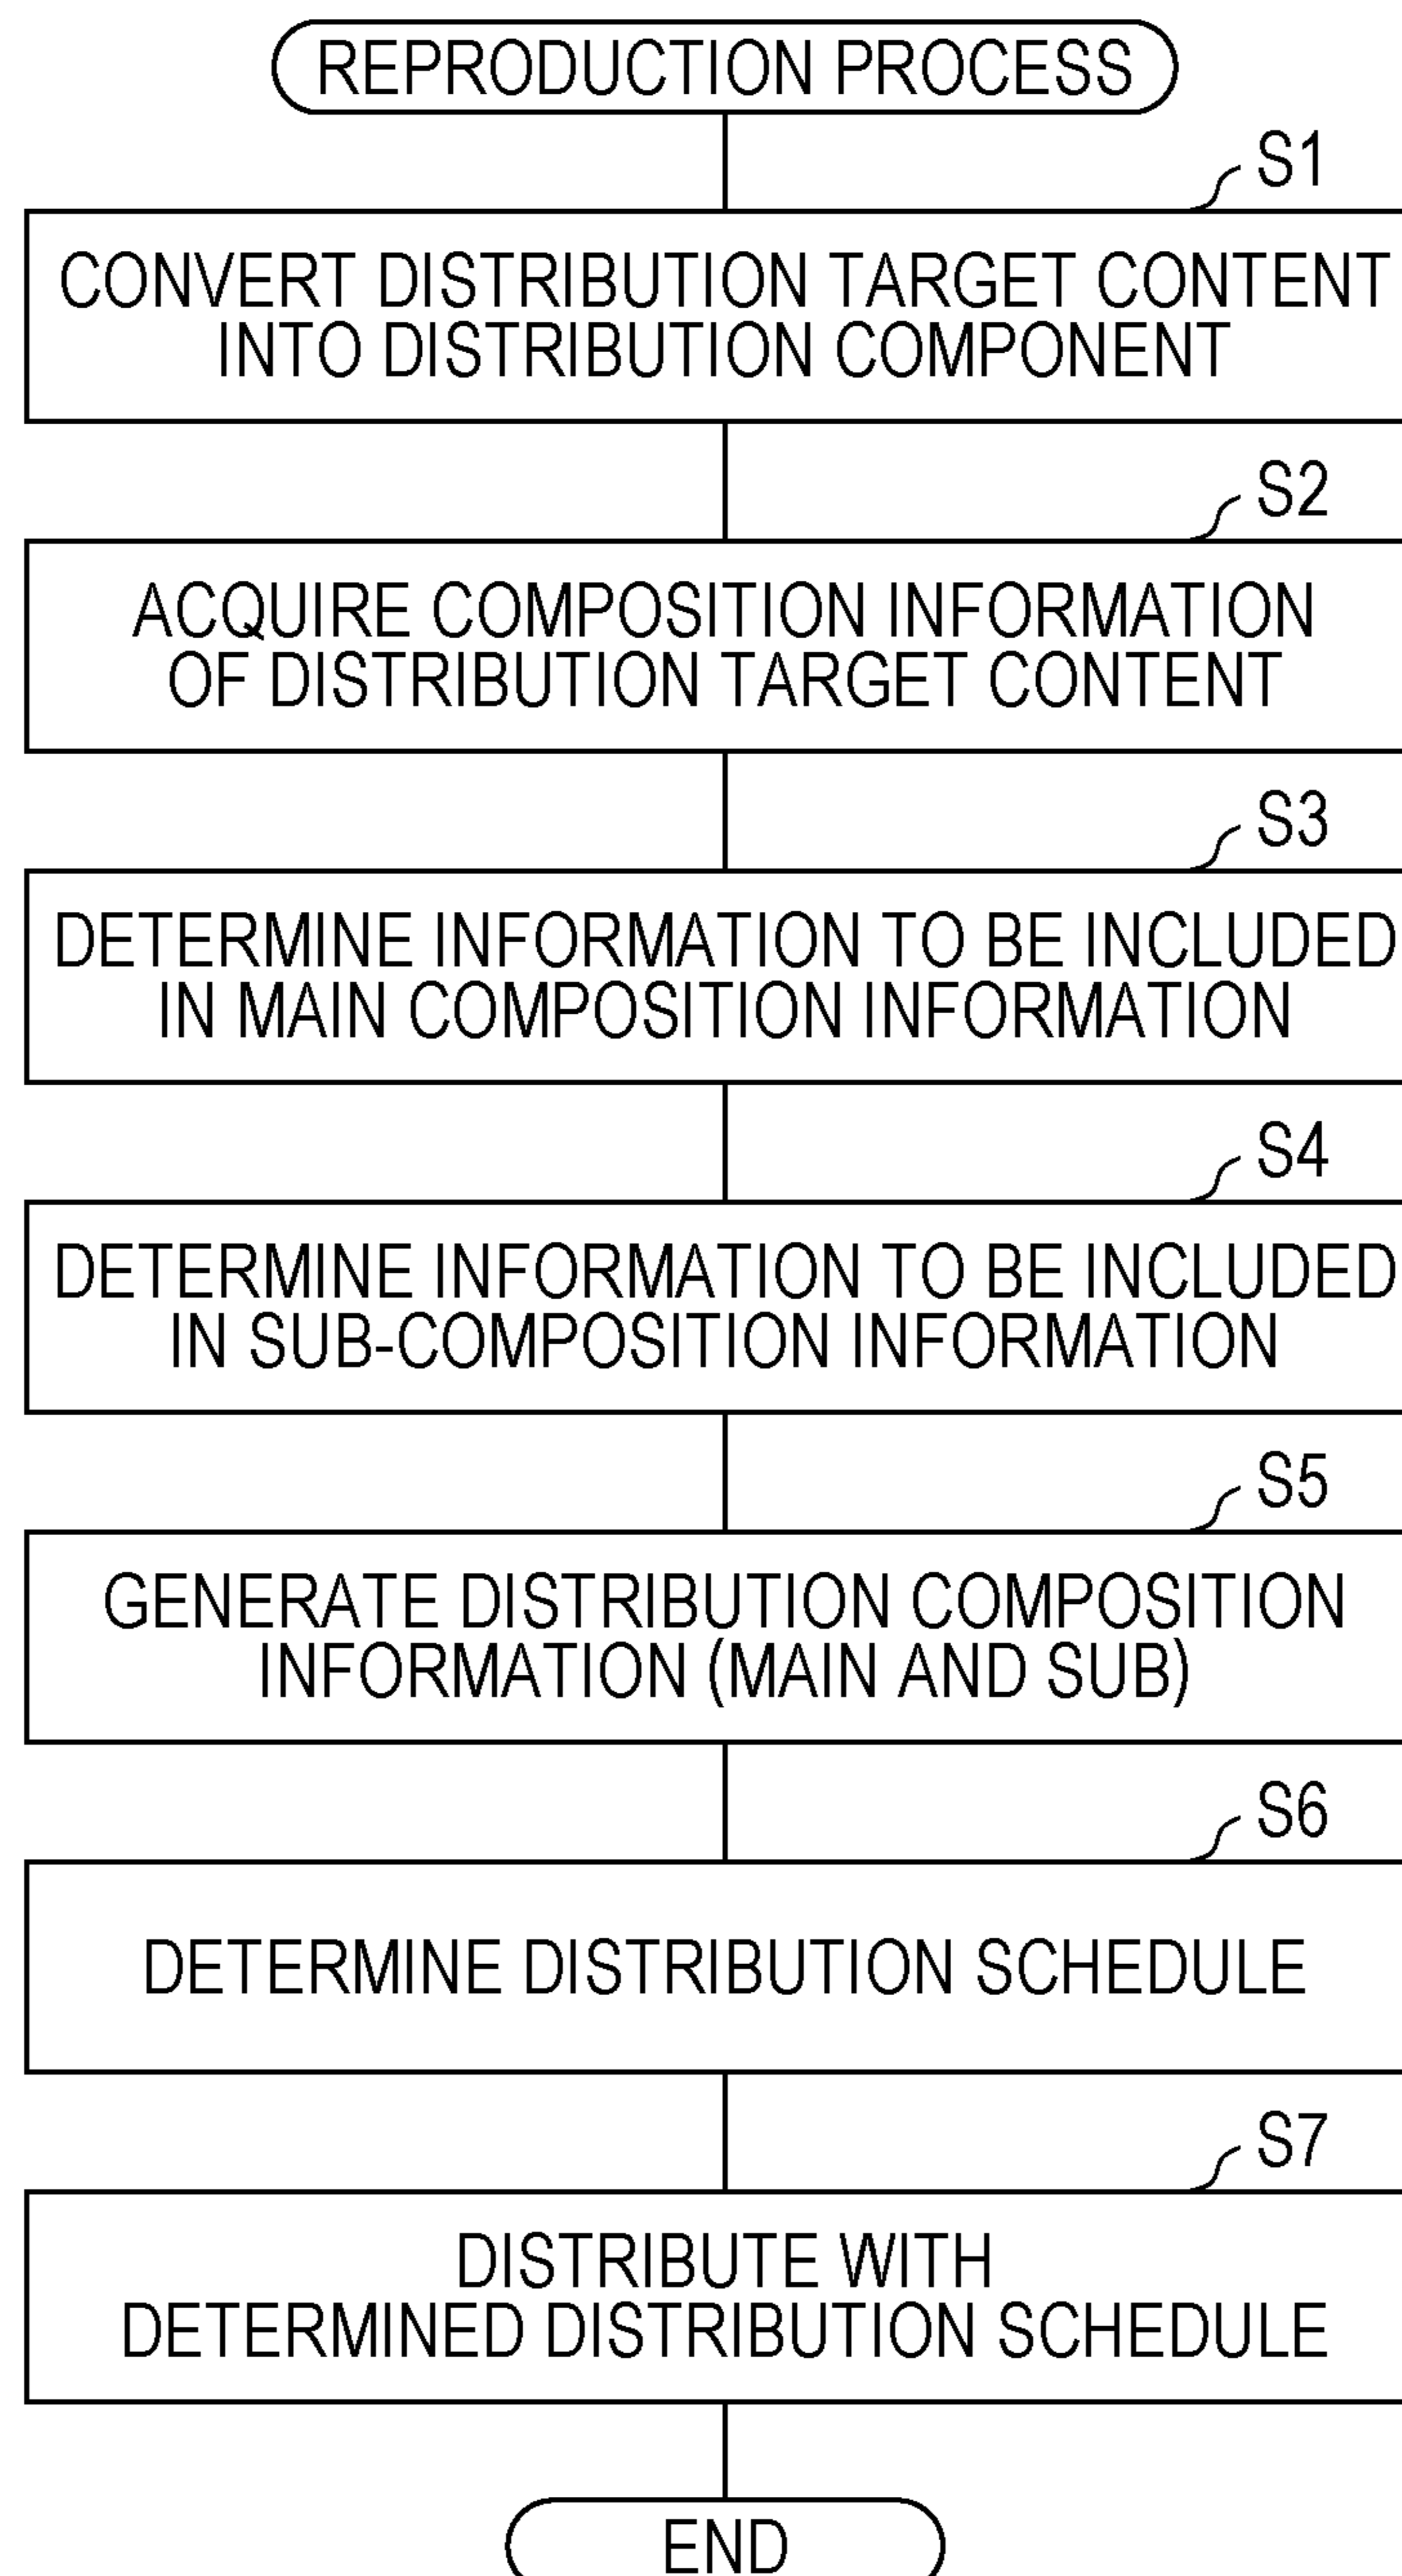 REPRODUCTION PROCESS
S1
CONVERT DISTRIBUTION TARGET CONTENT
INTO DISTRIBUTION COMPONENT
S2
ACQUIRE COMPOSITION INFORMATION
OF DISTRIBUTION TARGET CONTENT
S3
DETERMINE INFORMATION TO BE INCLUDED
IN MAIN COMPOSITION INFORMATION
S4
DETERMINE INFORMATION TO BE INCLUDED
IN SUB-COMPOSITION INFORMATION
S5
GENERATE DISTRIBUTION COMPOSITION
INFORMATION (MAIN AND SUB)
S6
DETERMINE DISTRIBUTION SCHEDULE
S7
DISTRIBUTE WITH
DETERMINED DISTRIBUTION SCHEDULE
END